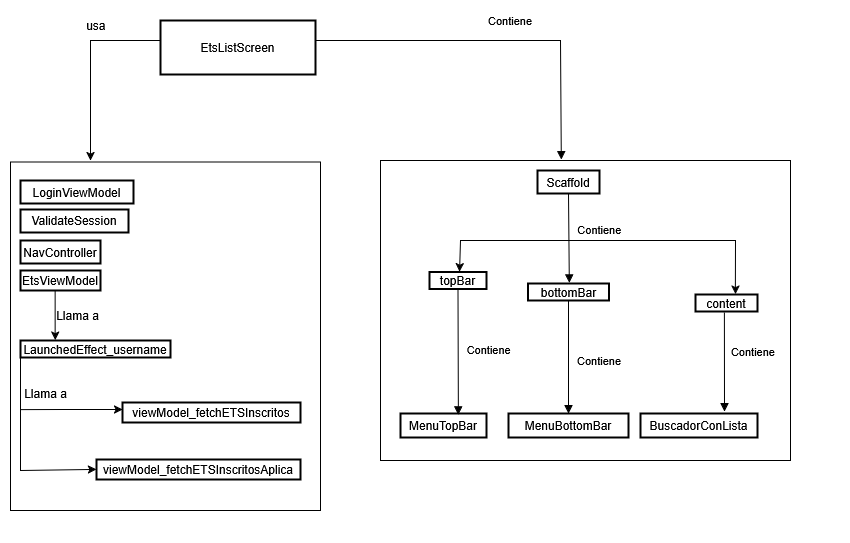 usa
Contiene
EtsListScreen
LoginViewModel
ValidateSession
NavController
EtsViewModel
Llama a
LaunchedEffect_username
Llama a
viewModel_fetchETSInscritos
viewModel_fetchETSInscritosAplica
Scaffold
Contiene
topBar
bottomBar
content
Contiene
Contiene
Contiene
MenuTopBar
MenuBottomBar
BuscadorConLista